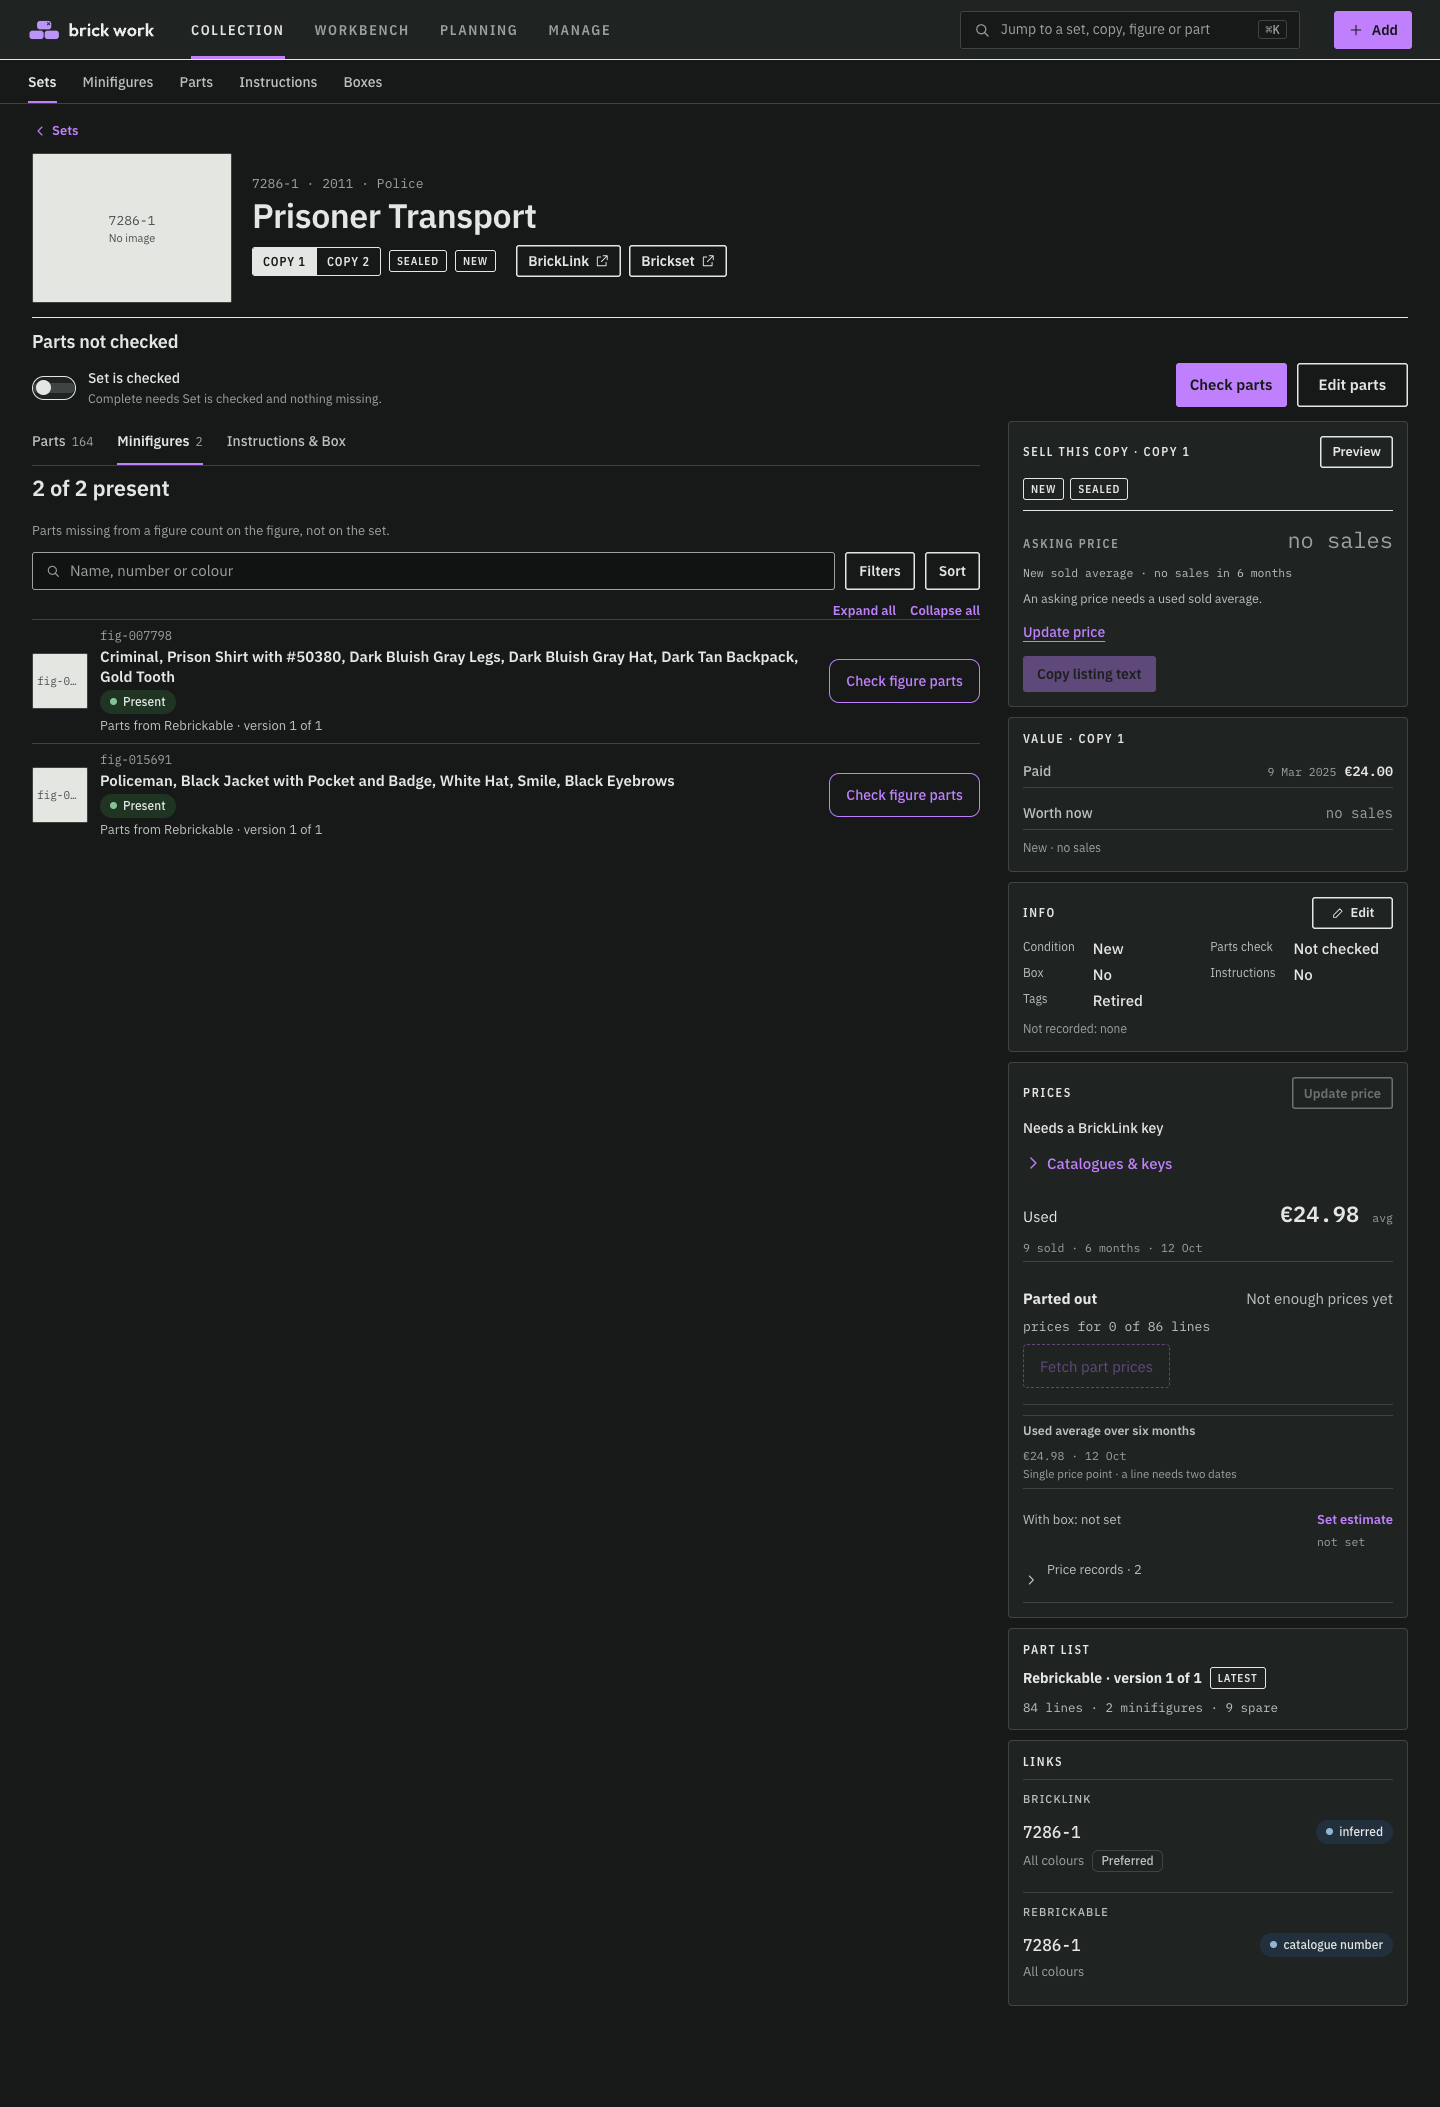 brick work
COLLECTION
WORKBENCH
PLANNING
MANAGE
Jump to a set, copy, figure or part
⌘K
Add
Sets
Minifigures
Parts
Instructions
Boxes
Sets
7286-1
No image
7286-1 · 2011 · Police
Prisoner Transport
COPY 1
COPY 2
SEALED
NEW
BrickLink
Brickset
Parts not checked
Set is checked
Complete needs Set is checked and nothing missing.
Check parts
Edit parts
Parts 164
Minifigures 2
Instructions & Box
2 of 2 present
Parts missing from a figure count on the figure, not on the set.
Name, number or colour
Filters
Sort
Expand all
Collapse all
fig-0…
fig-007798
Criminal, Prison Shirt with #50380, Dark Bluish Gray Legs, Dark Bluish Gray Hat, Dark Tan Backpack,
Gold Tooth
Present
Parts from Rebrickable · version 1 of 1
Check figure parts
fig-0…
fig-015691
Policeman, Black Jacket with Pocket and Badge, White Hat, Smile, Black Eyebrows
Present
Parts from Rebrickable · version 1 of 1
Check figure parts
SELL THIS COPY · COPY 1
Preview
NEW
SEALED
ASKING PRICE
no sales
New sold average · no sales in 6 months
An asking price needs a used sold average.
Update price
Copy listing text
VALUE · COPY 1
Paid
9 Mar 2025 €24.00
Worth now
no sales
New · no sales
INFO
Edit
Condition
New
Parts check
Not checked
Box
No
Instructions
No
Tags
Retired
Not recorded: none
PRICES
Update price
Needs a BrickLink key
Catalogues & keys
Used
€24.98 avg
9 sold · 6 months · 12 Oct
Parted out
Not enough prices yet
prices for 0 of 86 lines
Fetch part prices
Used average over six months
€24.98 · 12 Oct
Single price point · a line needs two dates
With box: not set
Set estimate
not set
Price records · 2
PART LIST
Rebrickable · version 1 of 1
LATEST
84 lines · 2 minifigures · 9 spare
LINKS
BRICKLINK
7286-1
inferred
All colours
Preferred
REBRICKABLE
7286-1
catalogue number
All colours